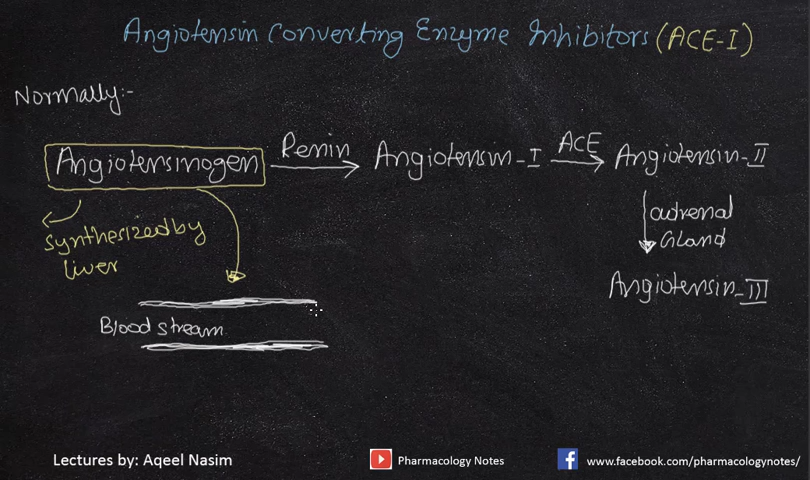 Angiotensin Converting Enzyme Inhibitors (ACE-I)
Normally:-
Angiotensinogen Renin Angiotensin-I ACE Angiotensin-II
Synthesized by
liver
adrenal
Gland
Angiotensin-III
Blood stream
Lectures by: Aqeel Nasim
Pharmacology Notes
www.facebook.com/pharmacologynotes/